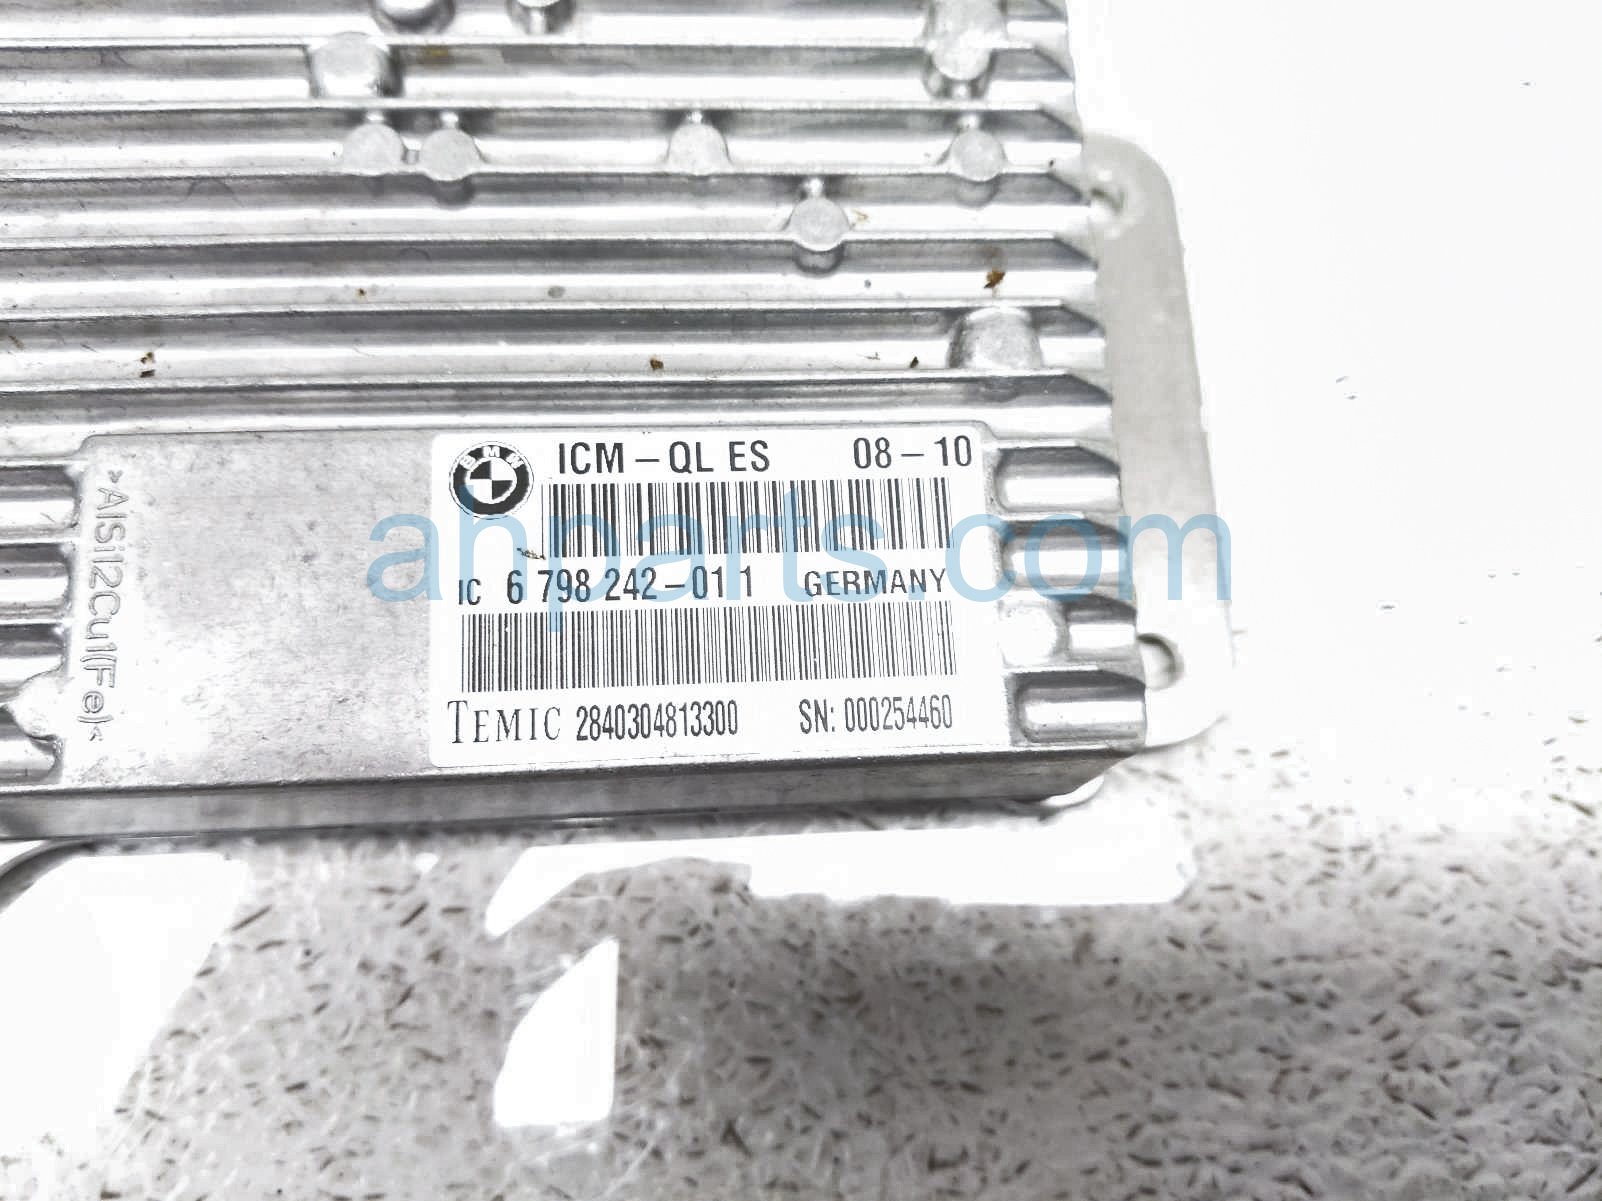 BMW
ICM – QL ES 08 – 10
IC 6 798 242 – 01 1 GERMANY
TEMIC 2840304813300 SN: 000254460
>AlSi12Cu1(Fe)<
ahparts.com